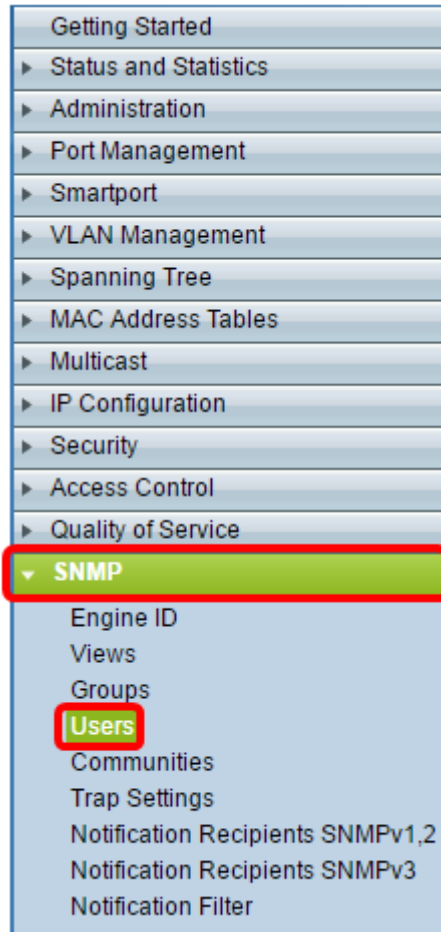 Getting Started
Status and Statistics
Administration
Port Management
Smartport
VLAN Management
Spanning Tree
MAC Address Tables
Multicast
IP Configuration
Security
Access Control
Quality of Service
SNMP
Engine ID
Views
Groups
Users
Communities
Trap Settings
Notification Recipients SNMPv1,2
Notification Recipients SNMPv3
Notification Filter